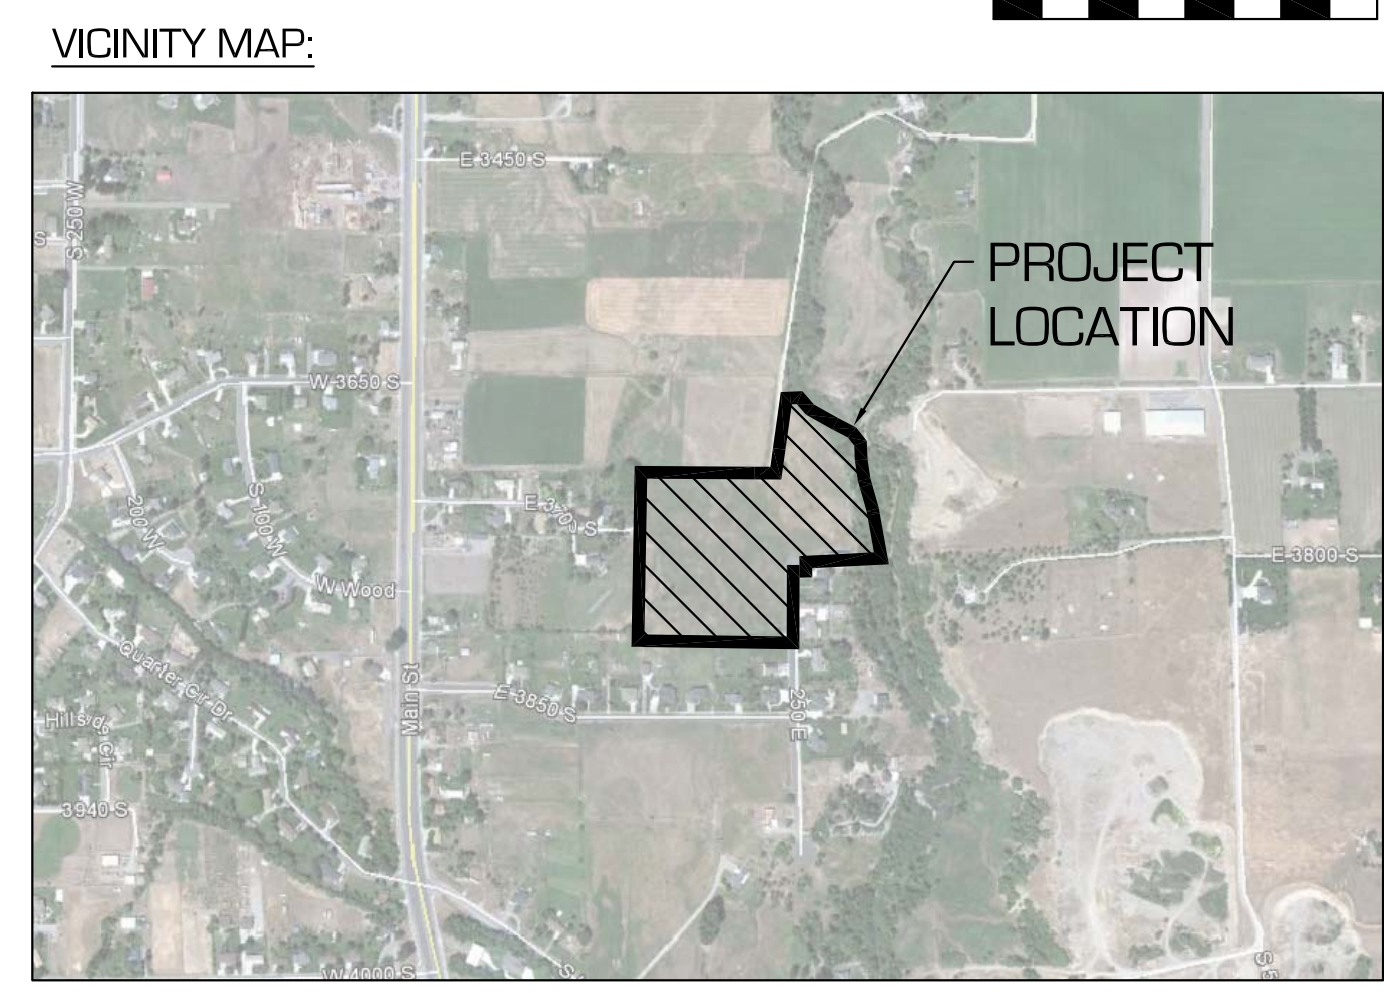 VICINITY MAP:
E 3450 S
S 250 W
S
PROJECT
LOCATION
W 3650 S
200 W
S 100 W
E 3700 S
E 3800 S
W Wood
Quarter Cir Dr
Main St
E 3850 S
250 E
Hillsyde Cir
3940 S
W 4000 S